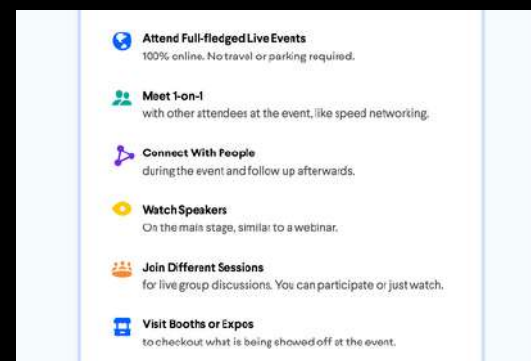 Attend Full-fledged Live Events
100% online. No travel or parking required.
Meet 1-on-1
with other attendees at the event, like speed networking.
Connect With People
during the event and follow up afterwards.
Watch Speakers
On the main stage, similar to a webinar.
Join Different Sessions
for live group discussions. You can participate or just watch.
Visit Booths or Expos
to checkout what is being showed off at the event.